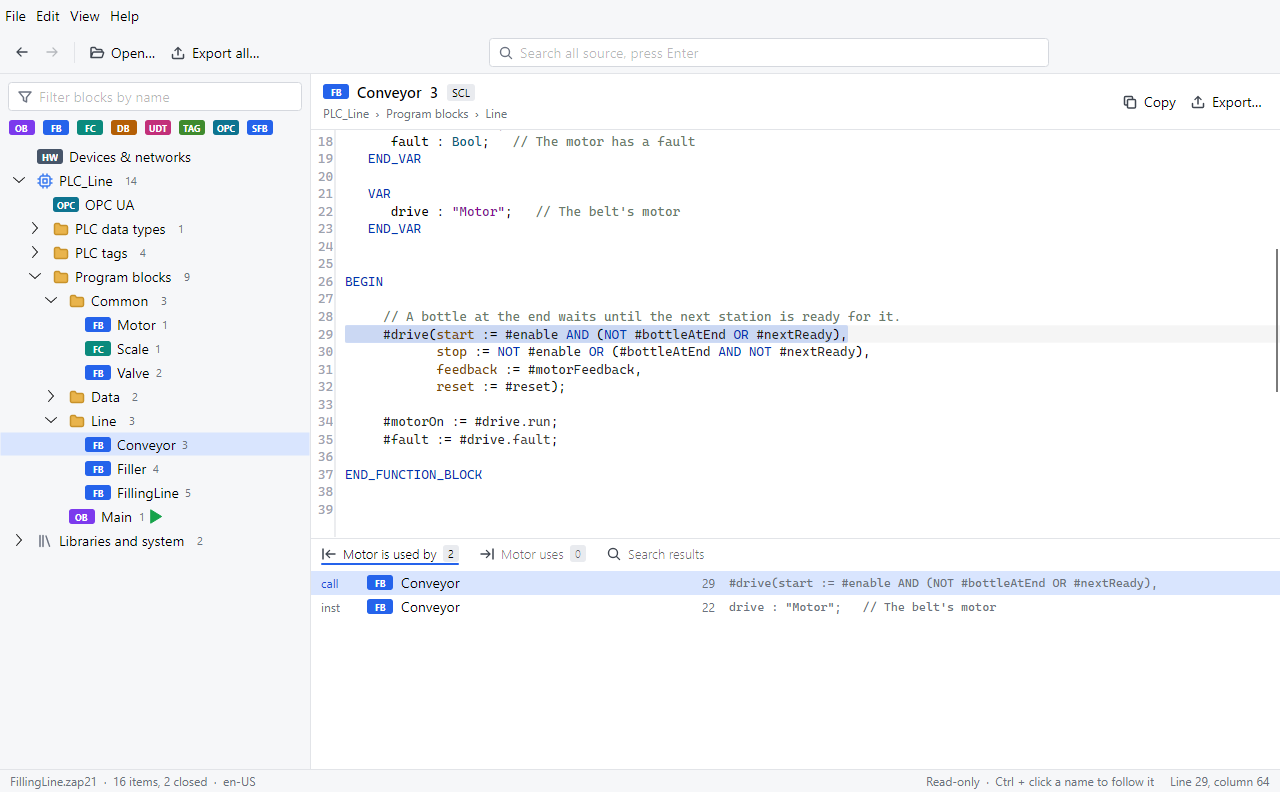 File Edit View Help
Open... Export all... Search all source, press Enter
Filter blocks by name
OB FB FC DB UDT TAG OPC SFB
HW Devices & networks
PLC_Line 14
OPC OPC UA
PLC data types 1
PLC tags 4
Program blocks 9
Common 3
FB Motor 1
FC Scale 1
FB Valve 2
Data 2
Line 3
FB Conveyor 3
FB Filler 4
FB FillingLine 5
OB Main 1
Libraries and system 2
FB Conveyor 3 SCL
PLC_Line › Program blocks › Line
Copy Export...
18 fault : Bool; // The motor has a fault
19 END_VAR
20
21 VAR
22 drive : "Motor"; // The belt's motor
23 END_VAR
24
25
26 BEGIN
27
28 // A bottle at the end waits until the next station is ready for it.
29 #drive(start := #enable AND (NOT #bottleAtEnd OR #nextReady),
30 stop := NOT #enable OR (#bottleAtEnd AND NOT #nextReady),
31 feedback := #motorFeedback,
32 reset := #reset);
33
34 #motorOn := #drive.run;
35 #fault := #drive.fault;
36
37 END_FUNCTION_BLOCK
38
39
Motor is used by 2 Motor uses 0 Search results
call FB Conveyor 29 #drive(start := #enable AND (NOT #bottleAtEnd OR #nextReady),
inst FB Conveyor 22 drive : "Motor"; // The belt's motor
FillingLine.zap21 · 16 items, 2 closed · en-US
Read-only · Ctrl + click a name to follow it Line 29, column 64